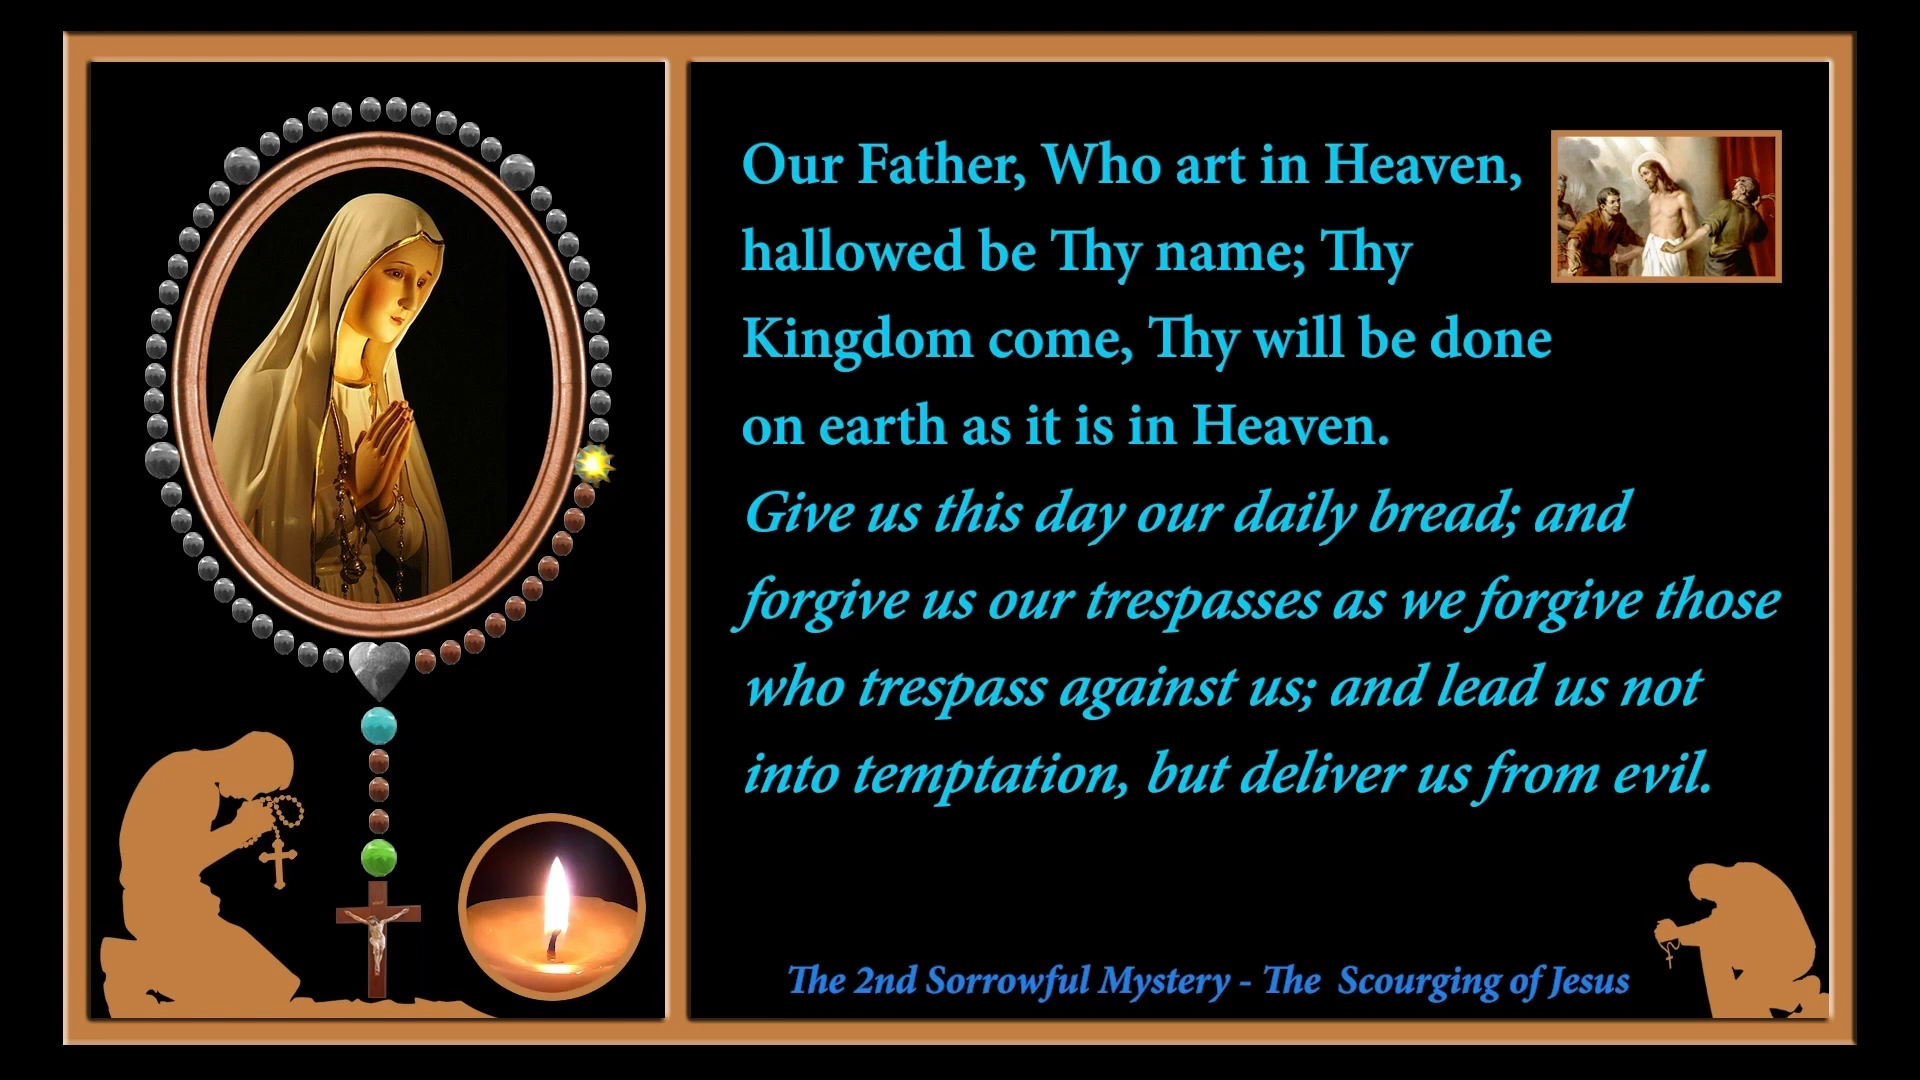 Our Father, Who art in Heaven,
hallowed be Thy name; Thy
Kingdom come, Thy will be done
on earth as it is in Heaven.
Give us this day our daily bread; and
forgive us our trespasses as we forgive those
who trespass against us; and lead us not
into temptation, but deliver us from evil.
The 2nd Sorrowful Mystery - The Scourging of Jesus